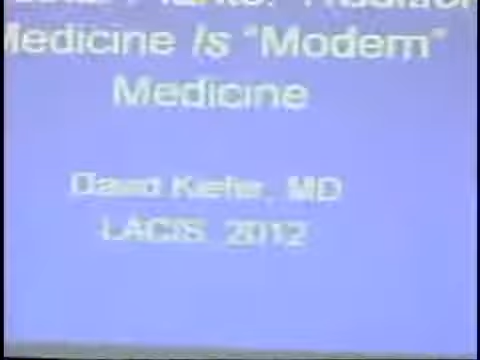 Medicine Is "Modern"
Medicine
David Kiefer, MD
LACIS, 2012